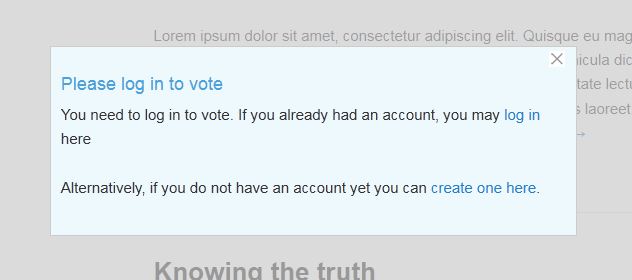 Lorem ipsum dolor sit amet, consectetur adipiscing elit. Quisque eu mag
Please log in to vote
You need to log in to vote. If you already had an account, you may log in
here
Alternatively, if you do not have an account yet you can create one here.
laoreet
Knowing the truth